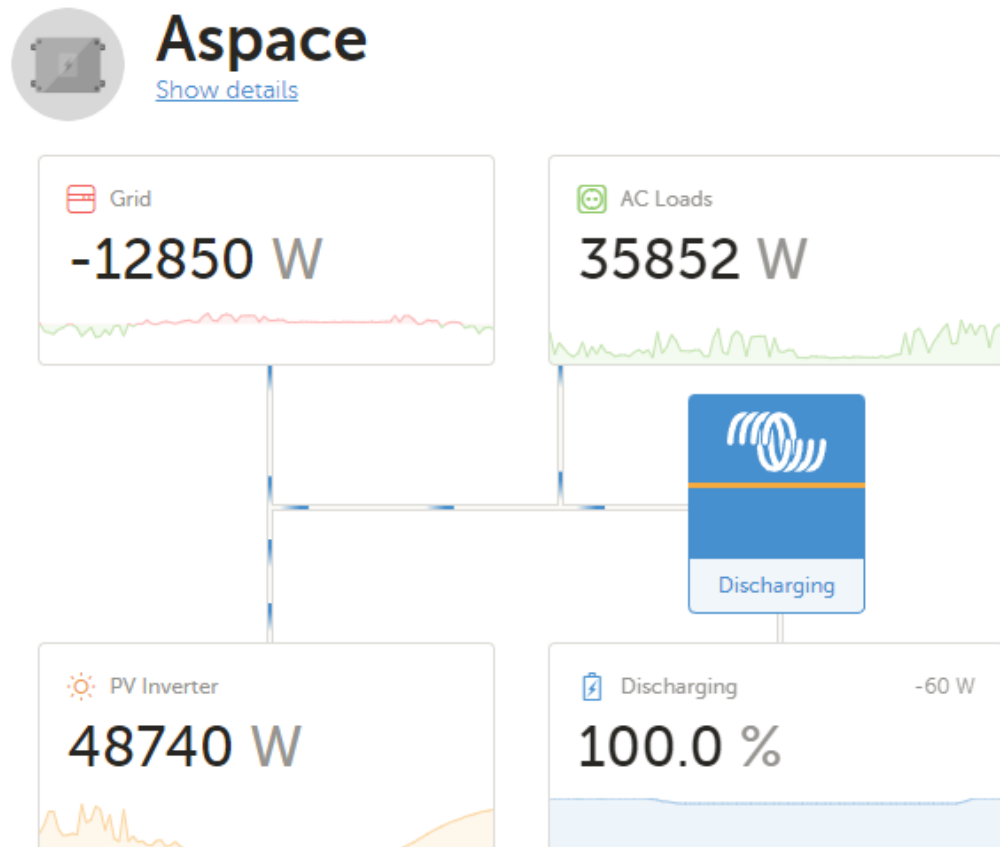 Aspace
Show details
Grid
-12850 W
AC Loads
35852 W
Discharging
PV Inverter
48740 W
Discharging
-60 W
100.0 %